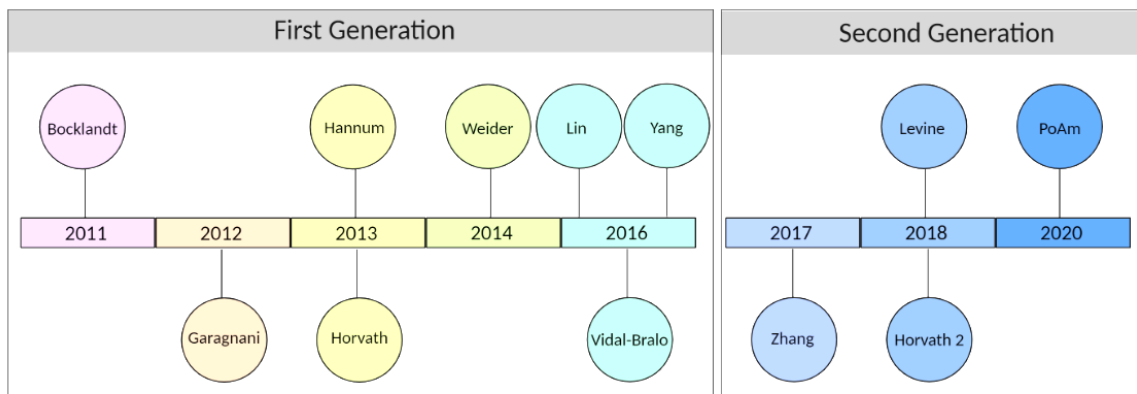 First Generation
Second Generation
Bocklandt
Hannum
Weider
Lin
Yang
Levine
PoAm
2011
2012
2013
2014
2016
2017
2018
2020
Garagnani
Horvath
Vidal-Bralo
Zhang
Horvath 2